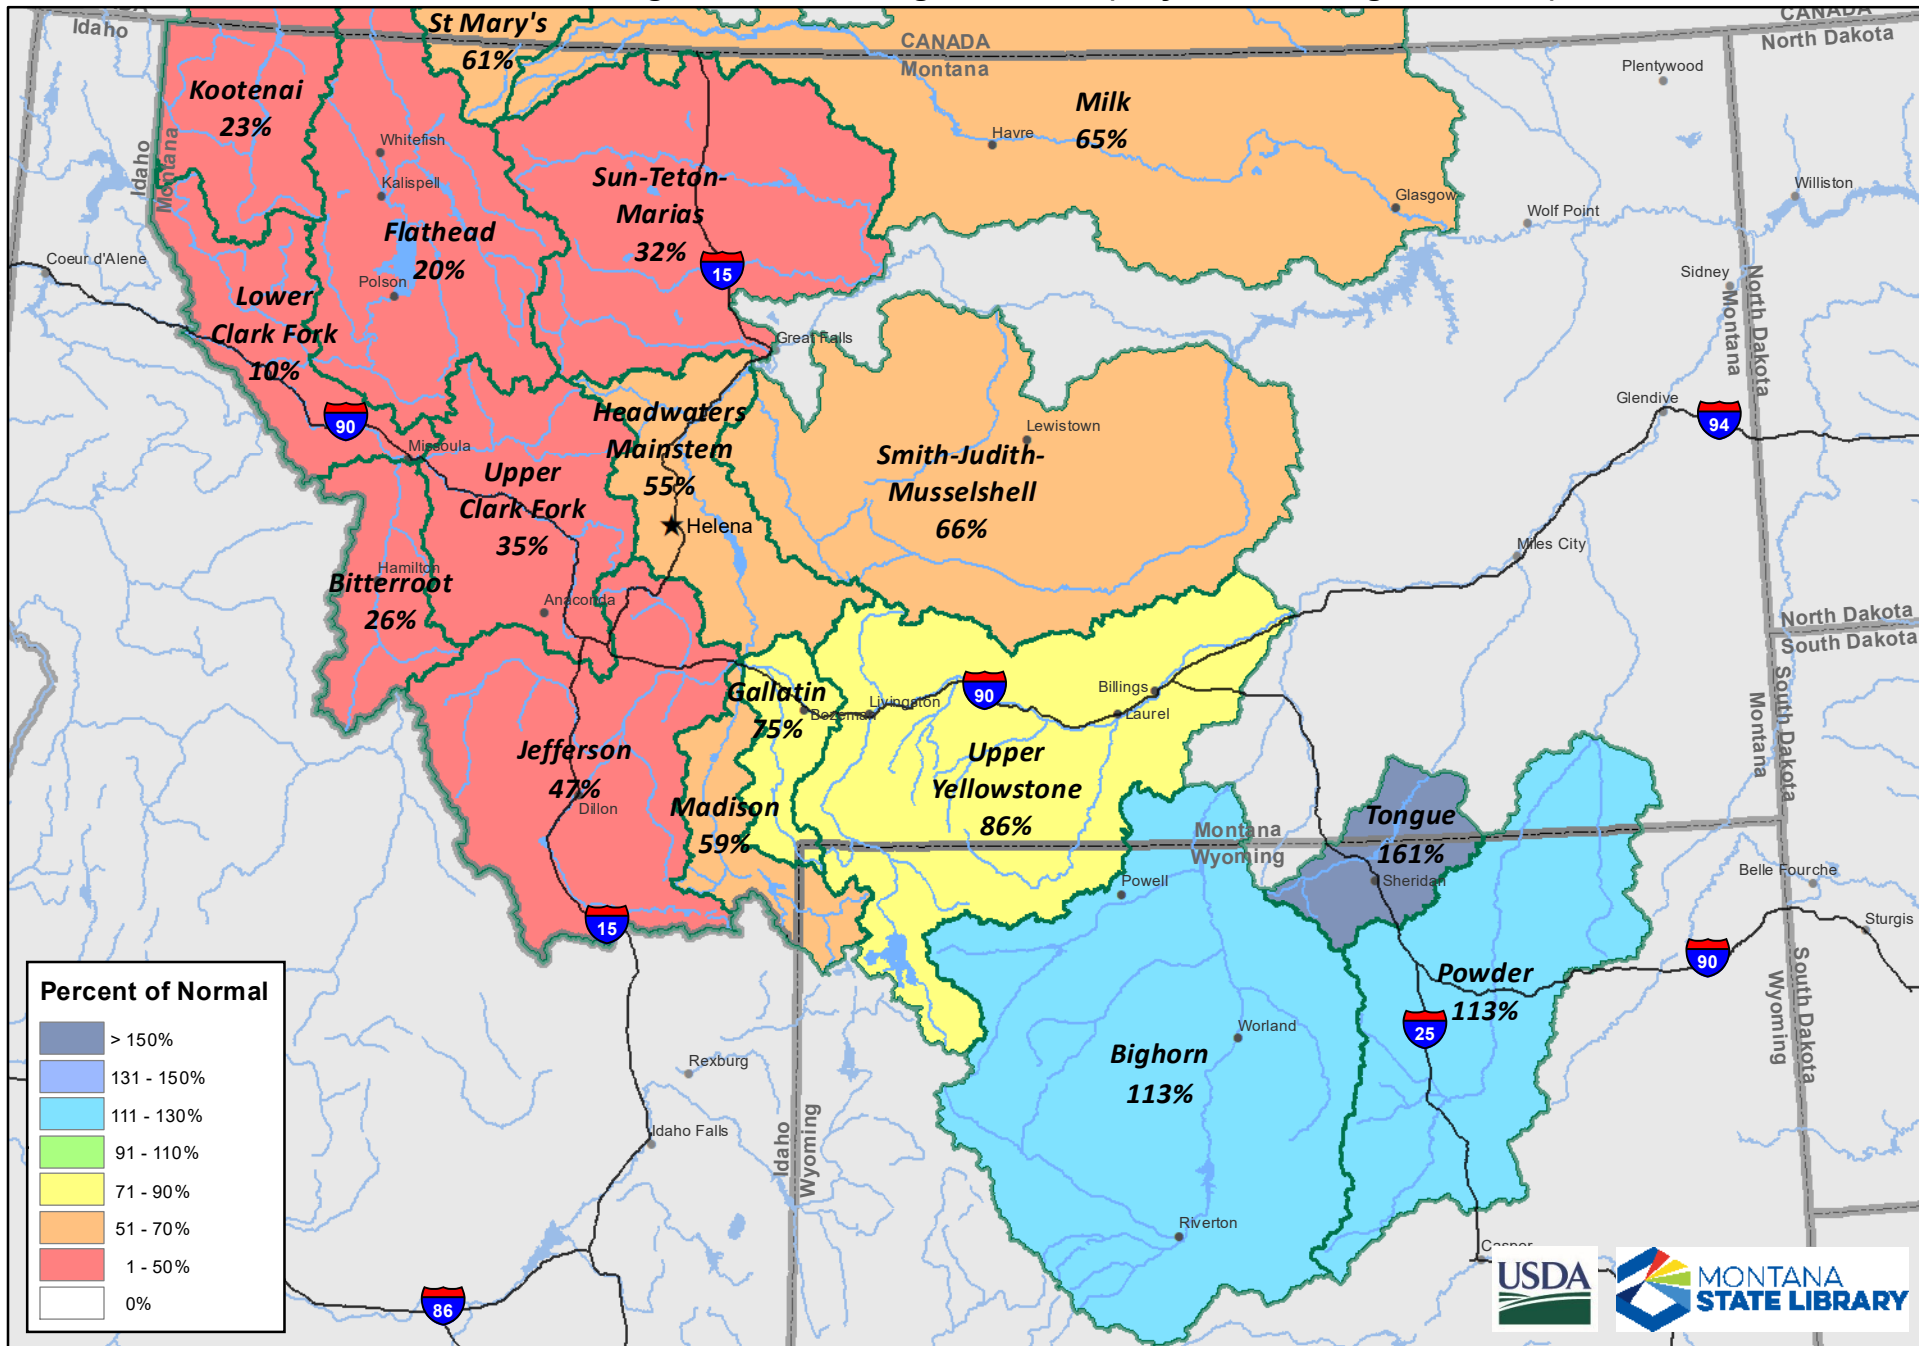 CANADA
Idaho
St Mary's
61%
CANADA
Montana
CANADA
North Dakota
Kootenai
23%
Idaho
Montana
Whitefish
Kalispell
Flathead
20%
Polson
Sun-Teton-
Marias
32%
15
Milk
65%
Havre
Glasgow
Plentywood
Williston
Wolf Point
Sidney
Montana
North Dakota
Coeur d'Alene
Lower
Clark Fork
10%
90
Great Falls
Missoula
Headwaters
Mainstem
55%
Helena
Lewistown
Smith-Judith-
Musselshell
66%
Glendive
94
Upper
Clark Fork
35%
Miles City
Hamilton
Bitterroot
26%
Anaconda
North Dakota
South Dakota
Gallatin
75%
Bozeman
Livingston
90
Billings
Laurel
Montana
South Dakota
Jefferson
47%
Dillon
Madison
59%
Upper
Yellowstone
86%
Montana
Wyoming
Tongue
161%
Sheridan
Powell
Belle Fourche
Sturgis
15
90
Powder
113%
25
Worland
Bighorn
113%
Wyoming
South Dakota
Rexburg
Idaho Falls
Idaho
Wyoming
Riverton
Casper
86
Percent of Normal
> 150%
131 - 150%
111 - 130%
91 - 110%
71 - 90%
51 - 70%
1 - 50%
0%
USDA
MONTANA
STATE LIBRARY